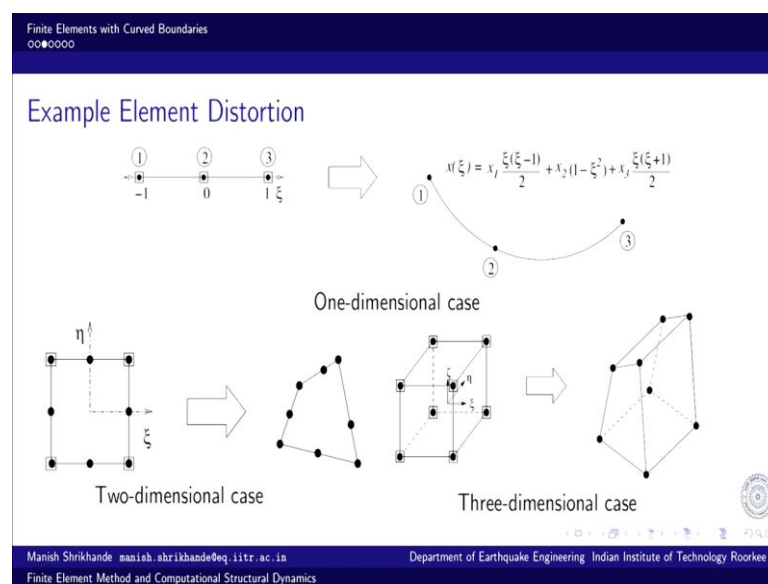 Finite Elements with Curved Boundaries
Example Element Distortion
① ② ③
-1 0 1 ξ
x(ξ) = x₁ ξ(ξ−1)/2 + x₂ (1−ξ²) + x₃ ξ(ξ+1)/2
①
②
③
One-dimensional case
η
ξ
Two-dimensional case
ζ
η
ξ
Three-dimensional case
Manish Shrikhande manish.shrikhande@eq.iitr.ac.in Department of Earthquake Engineering Indian Institute of Technology Roorkee
Finite Element Method and Computational Structural Dynamics